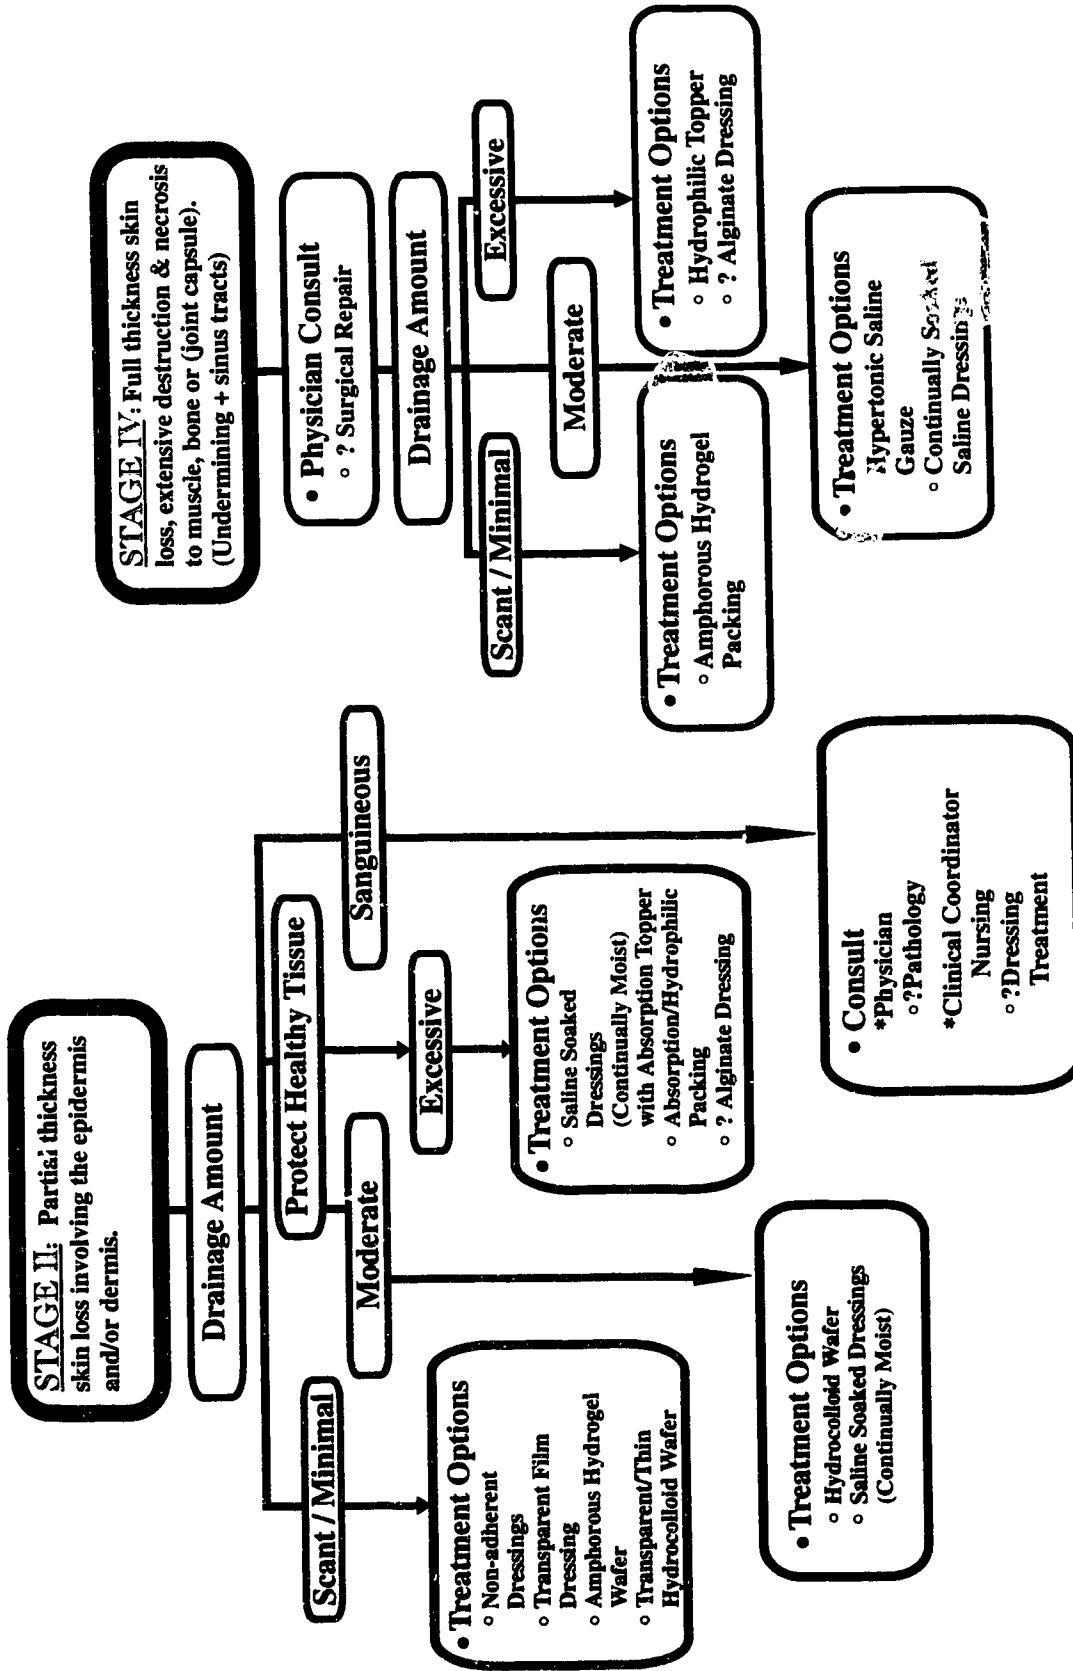 STAGE II: Partial thickness
skin loss involving the epidermis
and/or dermis.
Drainage Amount
Scant / Minimal
Protect Healthy Tissue
Sanguineous
Moderate
Excessive
• Treatment Options
○ Non-adherent
Dressings
○ Transparent Film
Dressing
○ Amphorous Hydrogel
Wafer
○ Transparent/Thin
Hydrocolloid Wafer
• Treatment Options
○ Hydrocolloid Wafer
○ Saline Soaked Dressings
(Continually Moist)
• Treatment Options
○ Saline Soaked
Dressings
(Continually Moist)
with Absorption Topper
○ Absorption/Hydrophilic
Packing
○ ? Alginate Dressing
• Consult
*Physician
○ ?Pathology
*Clinical Coordinator
Nursing
○ ?Dressing
Treatment
STAGE IV: Full thickness skin
loss, extensive destruction & necrosis
to muscle, bone or (joint capsule).
(Undermining + sinus tracts)
• Physician Consult
○ ? Surgical Repair
Drainage Amount
Scant / Minimal
Moderate
Excessive
• Treatment Options
○ Amphorous Hydrogel
Packing
• Treatment Options
Hypertonic Saline
Gauze
○ Continually Soaked
Saline Dressings
• Treatment Options
○ Hydrophilic Topper
○ ? Alginate Dressing